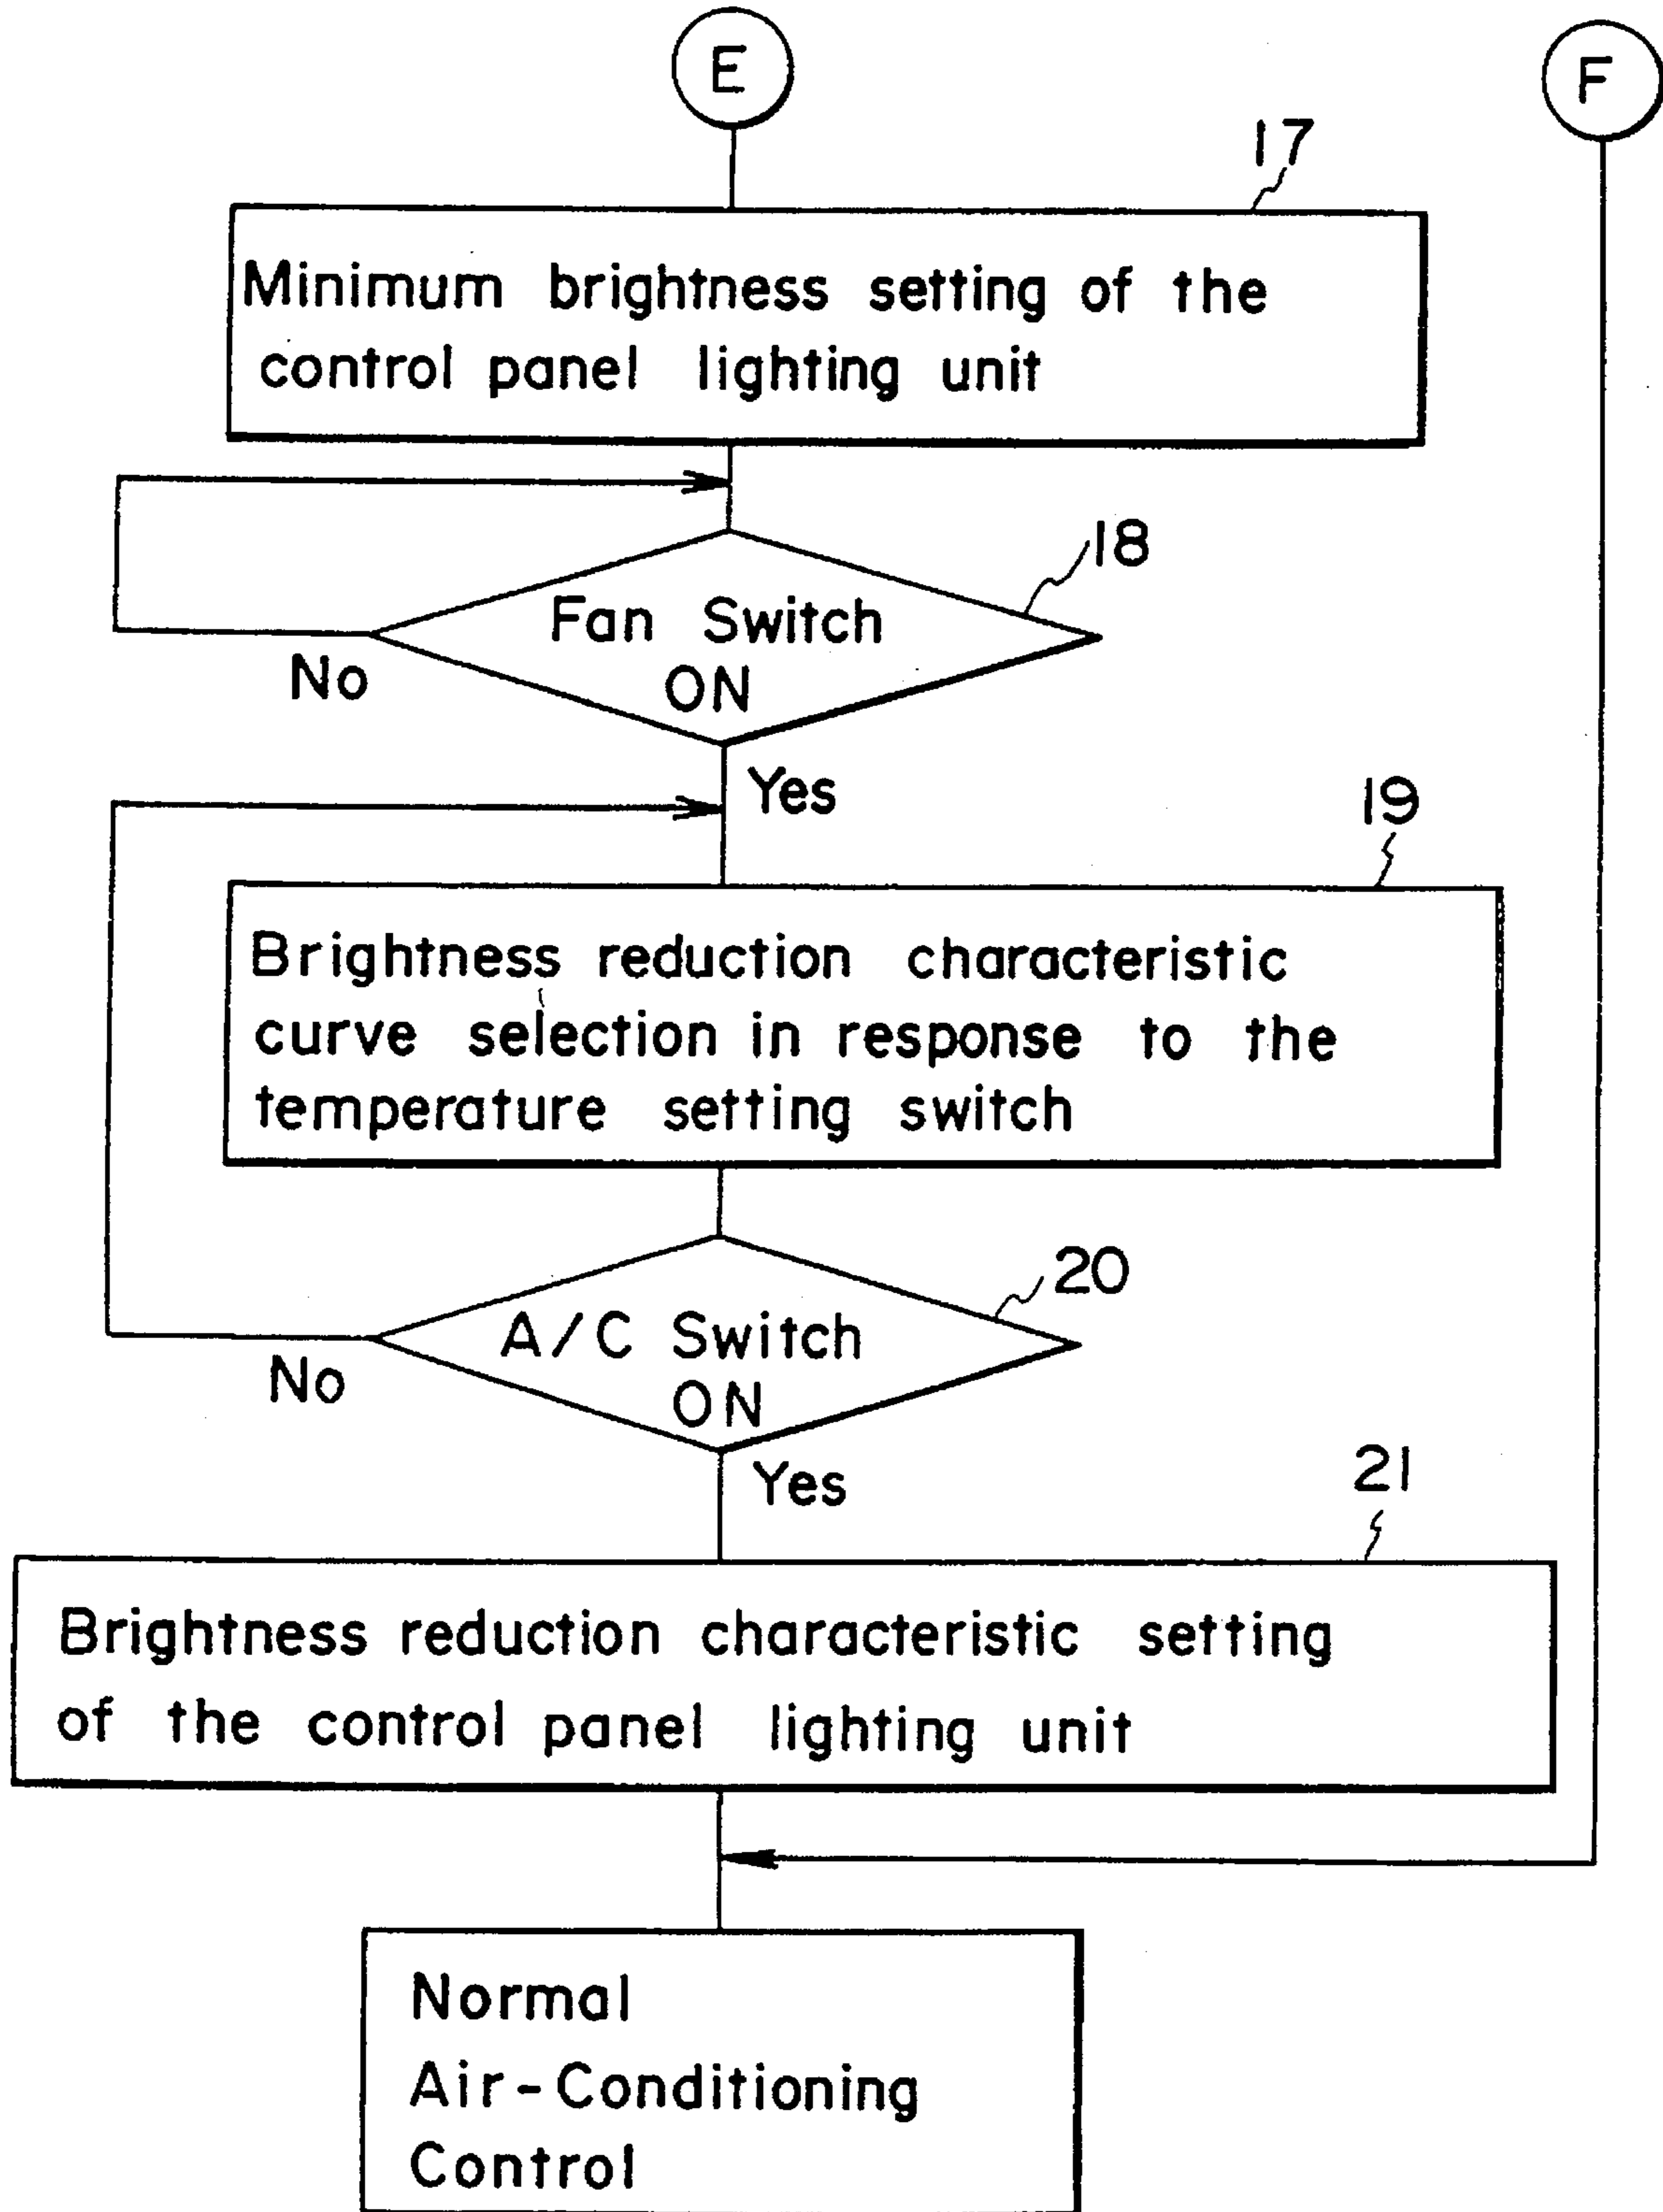 E
F
17
Minimum brightness setting of the
control panel lighting unit
18
Fan Switch
ON
No
Yes
19
Brightness reduction characteristic
curve selection in response to the
temperature setting switch
20
A/C Switch
ON
No
Yes
21
Brightness reduction characteristic setting
of the control panel lighting unit
Normal
Air-Conditioning
Control